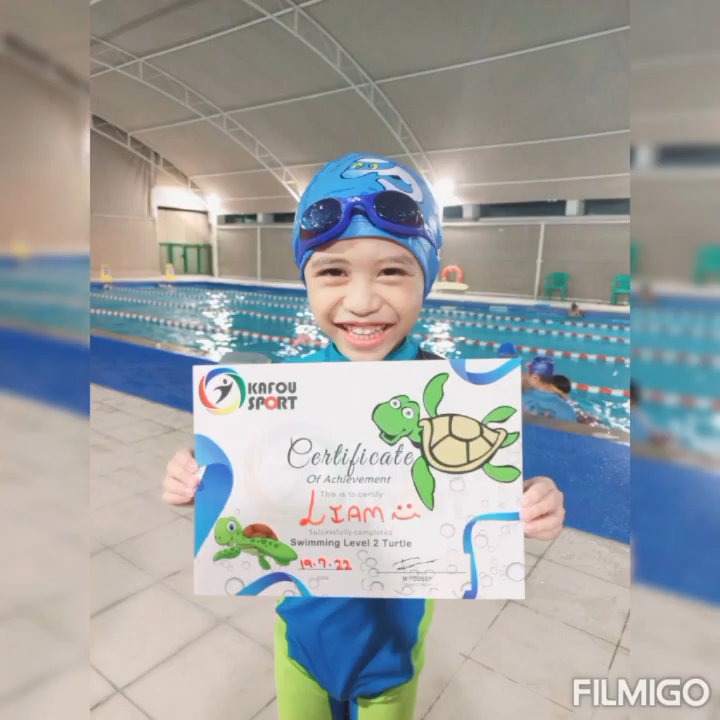 KAFOU
SPORT
Certificate
Of Achievement
This is to certify
LIAM
Successfully completed
Swimming Level 2 Turtle
19.7.22
M YOUSEF
FILMIGO